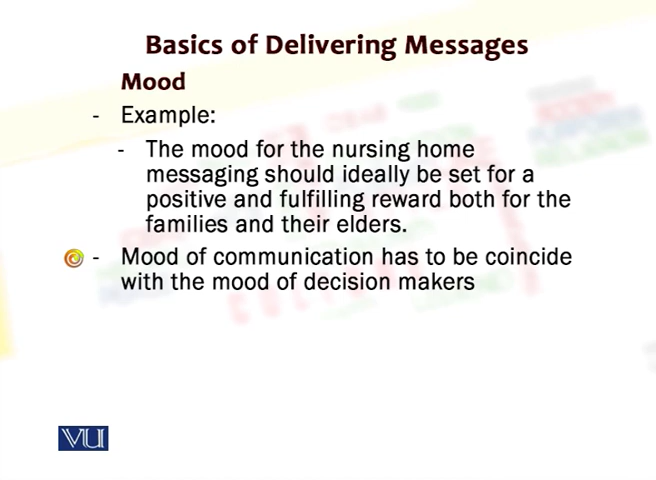 Basics of Delivering Messages
Mood
- Example:
- The mood for the nursing home
messaging should ideally be set for a
positive and fulfilling reward both for the
families and their elders.
- Mood of communication has to be coincide
with the mood of decision makers
VU